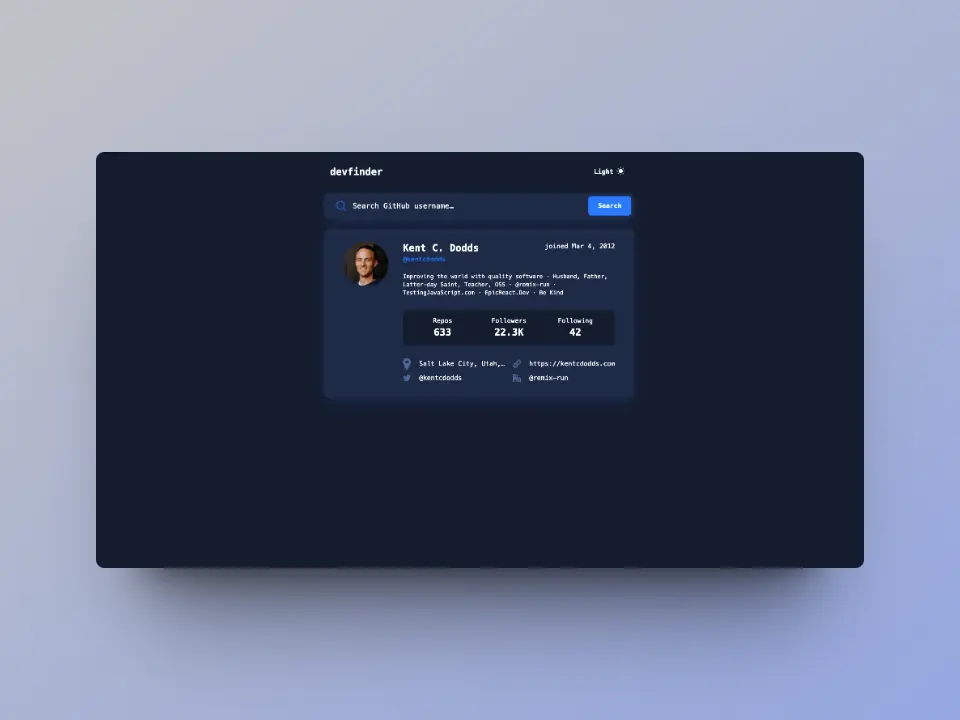 devfinder
Light
Search GitHub username…
Search
Kent C. Dodds
joined Mar 4, 2012
@kentcdodds
Improving the world with quality software · Husband, Father,
Latter-day Saint, Teacher, OSS · @remix-run ·
TestingJavaScript.com · EpicReact.Dev · Be Kind
Repos
Followers
Following
633
22.3K
42
Salt Lake City, Utah,…
https://kentcdodds.com
@kentcdodds
@remix-run